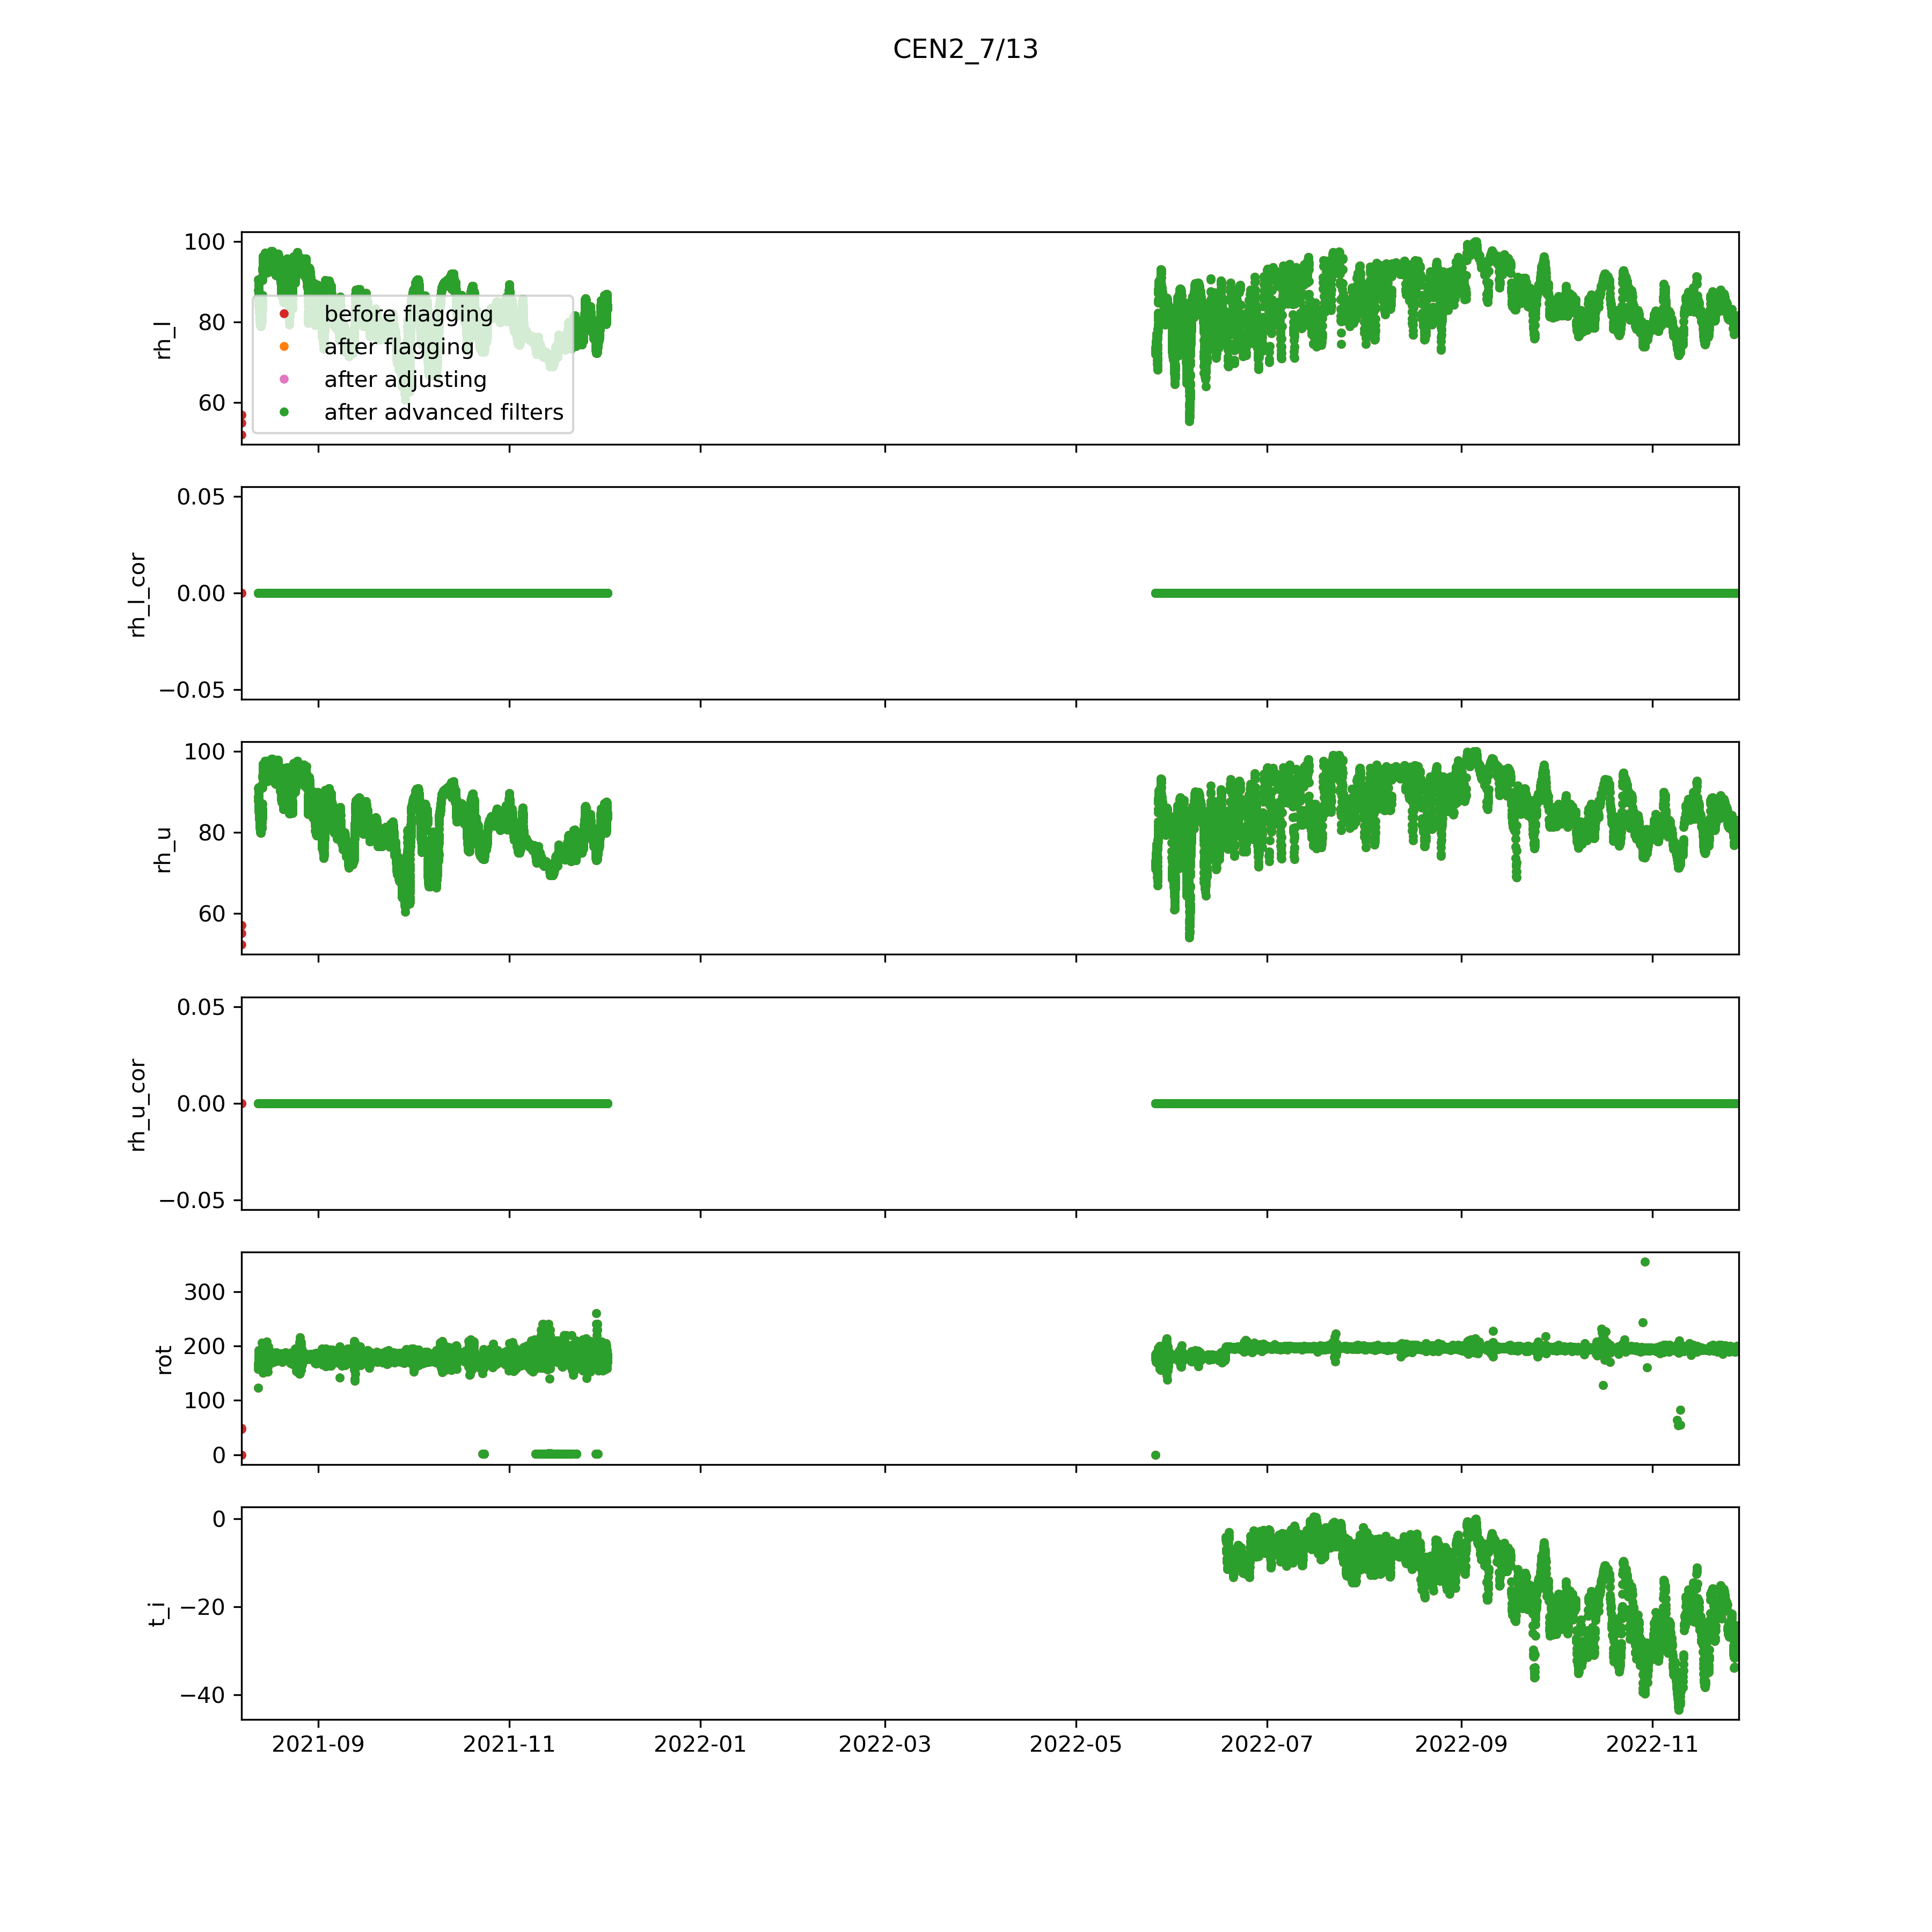 CEN2_7/13
100
80
60
rh_l
before flagging
after flagging
after adjusting
after advanced filters
0.05
0.00
−0.05
rh_l_cor
100
80
60
rh_u
0.05
0.00
−0.05
rh_u_cor
300
200
100
0
rot
0
−20
−40
t_i
2021-09 2021-11 2022-01 2022-03 2022-05 2022-07 2022-09 2022-11